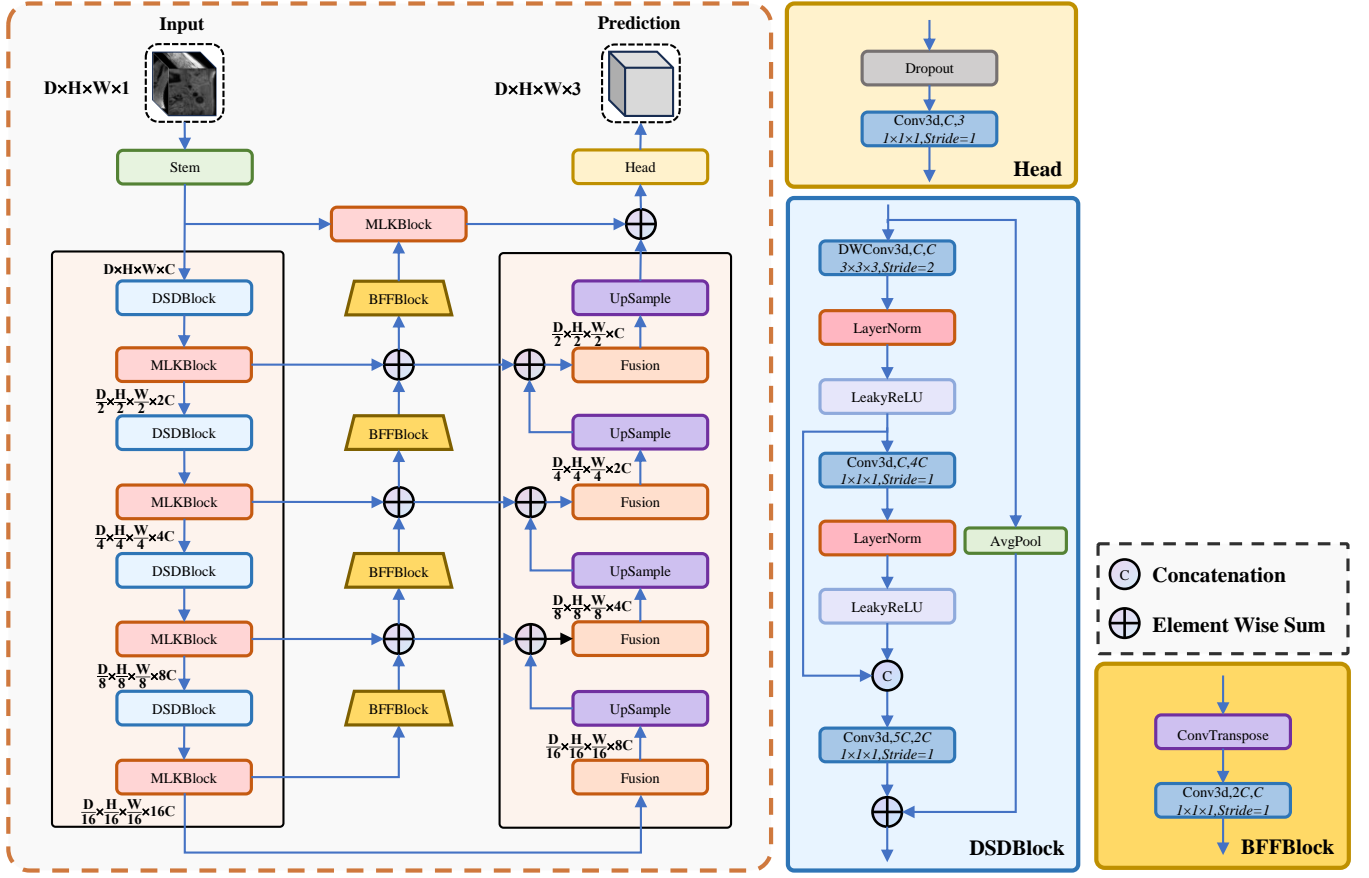 Input
D×H×W×1
Stem
Prediction
D×H×W×3
Head
MLKBlock
D×H×W×C
DSDBlock
MLKBlock
D/2×H/2×W/2×2C
DSDBlock
MLKBlock
D/4×H/4×W/4×4C
DSDBlock
MLKBlock
D/8×H/8×W/8×8C
DSDBlock
MLKBlock
D/16×H/16×W/16×16C
BFFBlock
BFFBlock
BFFBlock
BFFBlock
UpSample
D/2×H/2×W/2×C
Fusion
UpSample
D/4×H/4×W/4×2C
Fusion
UpSample
D/8×H/8×W/8×4C
Fusion
UpSample
D/16×H/16×W/16×8C
Fusion
Dropout
Conv3d,C,3
1×1×1,Stride=1
Head
DWConv3d,C,C
3×3×3,Stride=2
LayerNorm
LeakyReLU
Conv3d,C,4C
1×1×1,Stride=1
LayerNorm
AvgPool
LeakyReLU
C
Conv3d,5C,2C
1×1×1,Stride=1
DSDBlock
C Concatenation
Element Wise Sum
ConvTranspose
Conv3d,2C,C
1×1×1,Stride=1
BFFBlock